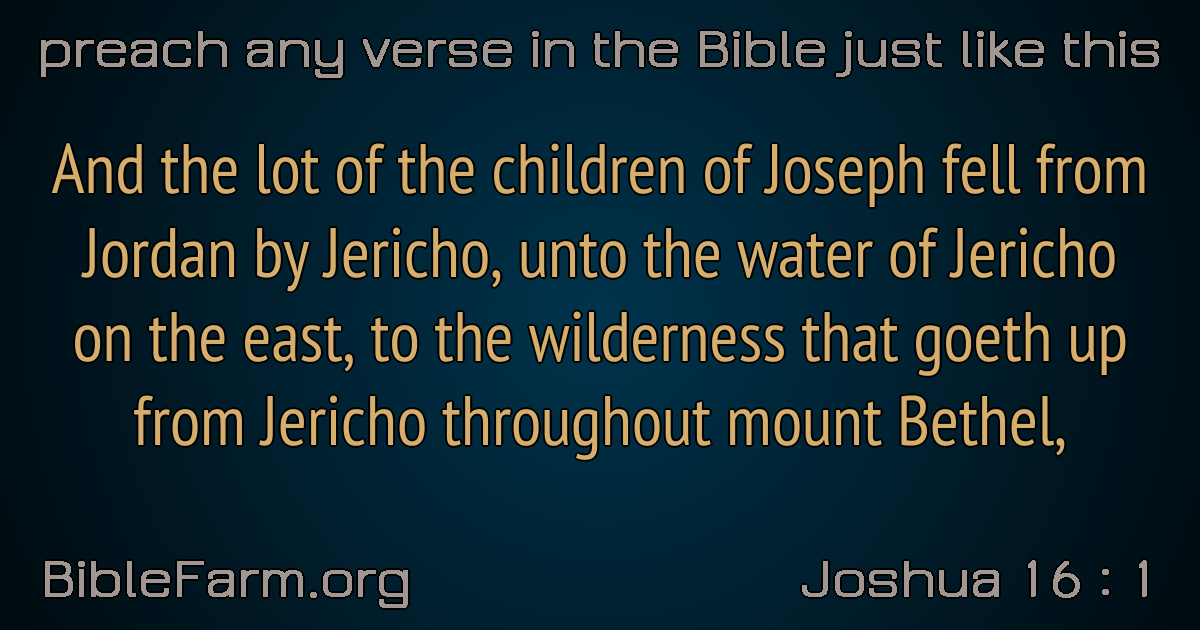 preach any verse in the Bible just like this
And the lot of the children of Joseph fell from
Jordan by Jericho, unto the water of Jericho
on the east, to the wilderness that goeth up
from Jericho throughout mount Bethel,
BibleFarm.org
Joshua 16 : 1